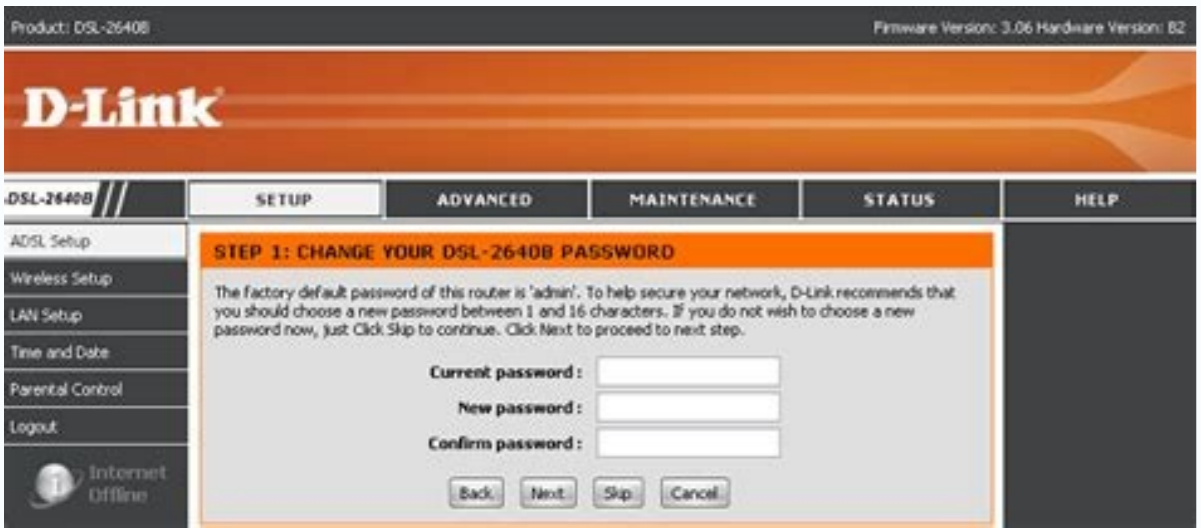 Product: DSL-2640B
Firmware Version: 3.06 Hardware Version: B2
D-Link
DSL-2640B
SETUP
ADVANCED
MAINTENANCE
STATUS
HELP
ADSL Setup
Wireless Setup
LAN Setup
Time and Date
Parental Control
Logout
Internet
Offline
STEP 1: CHANGE YOUR DSL-2640B PASSWORD
The factory default password of this router is 'admin'. To help secure your network, D-Link recommends that
you should choose a new password between 1 and 16 characters. If you do not wish to choose a new
password now, just Click Skip to continue. Click Next to proceed to next step.
Current password :
New password :
Confirm password :
Back
Next
Skip
Cancel